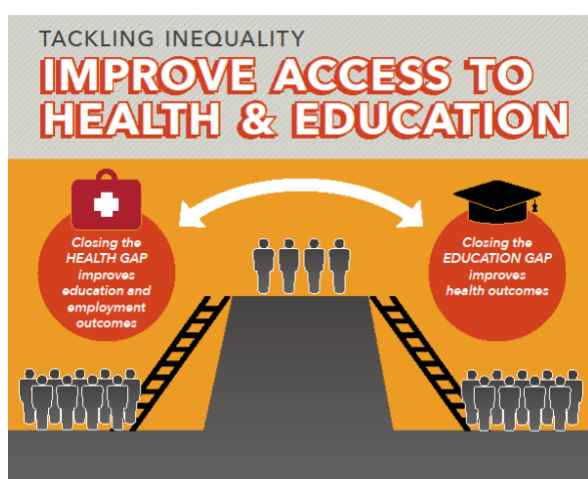 TACKLING INEQUALITY
IMPROVE ACCESS TO
HEALTH & EDUCATION
Closing the
HEALTH GAP
improves
education and
employment
outcomes
Closing the
EDUCATION GAP
improves
health outcomes